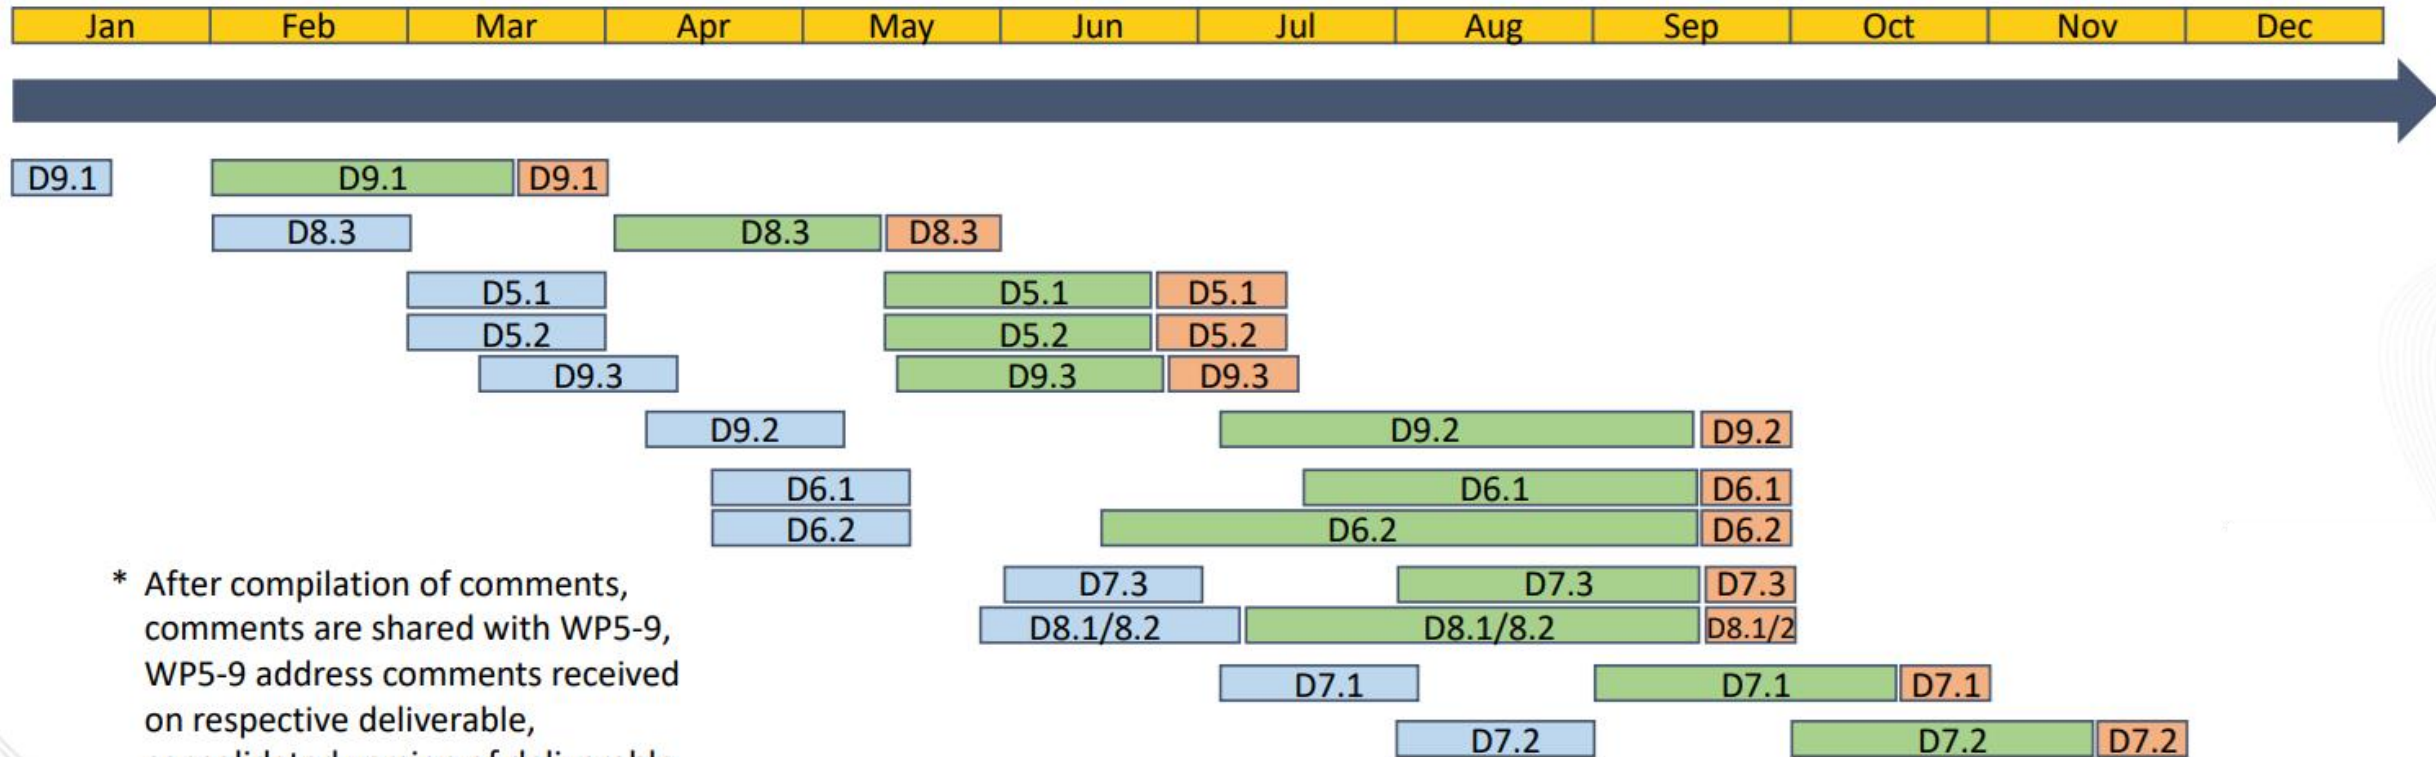 Jan Feb Mar Apr May Jun Jul Aug Sep Oct Nov Dec
D9.1 D9.1 D9.1
D8.3 D8.3 D8.3
D5.1 D5.1 D5.1
D5.2 D5.2 D5.2
D9.3 D9.3 D9.3
D9.2 D9.2 D9.2
D6.1 D6.1 D6.1
D6.2 D6.2 D6.2
D7.3 D7.3 D7.3
D8.1/8.2 D8.1/8.2 D8.1/2
D7.1 D7.1 D7.1
D7.2 D7.2 D7.2
* After compilation of comments,
comments are shared with WP5-9,
WP5-9 address comments received
on respective deliverable,